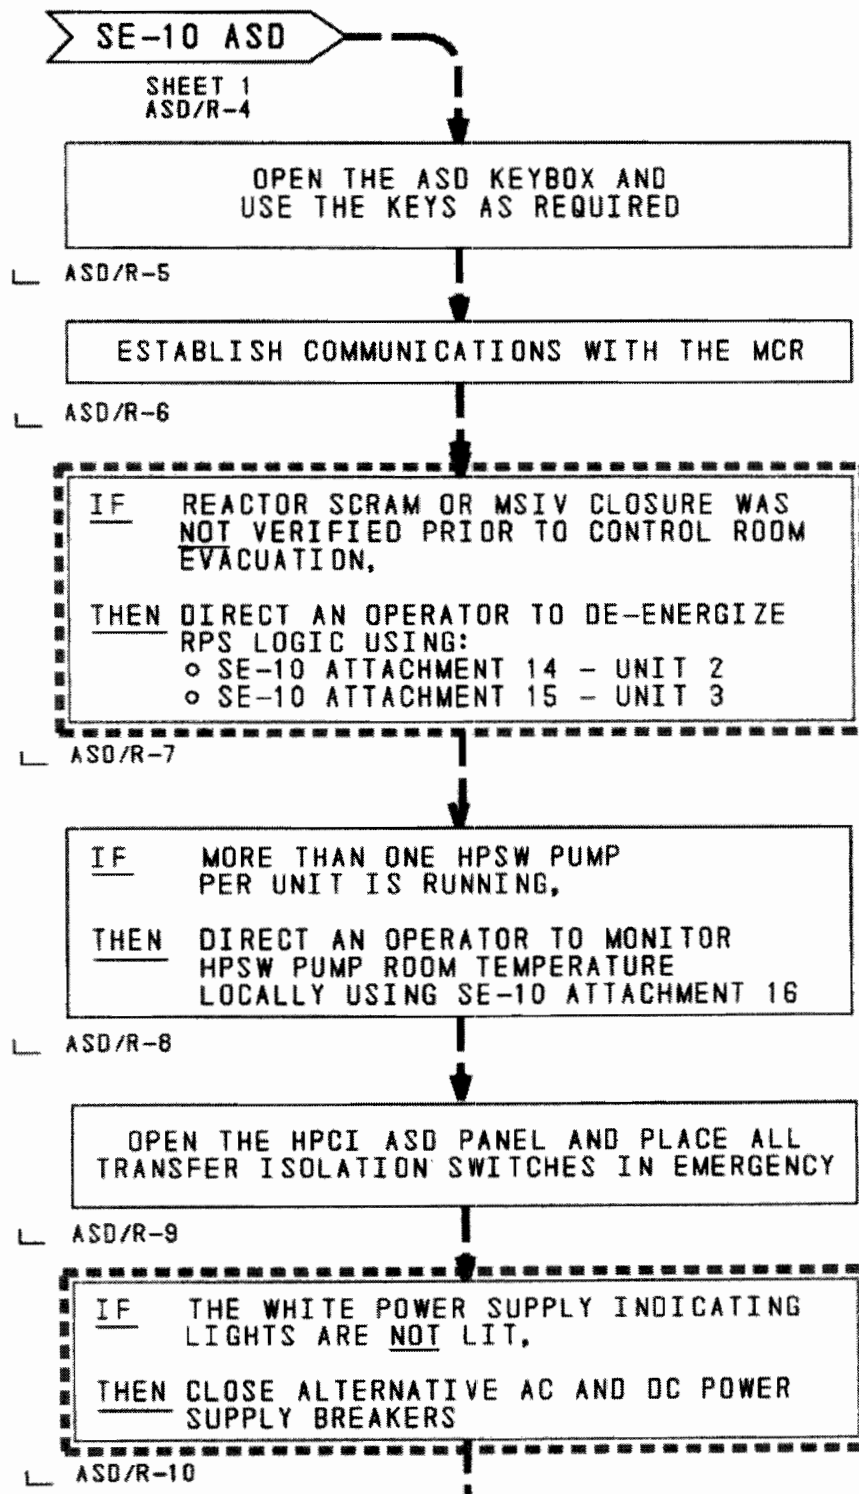 SE-10 ASD
SHEET 1
ASD/R-4
OPEN THE ASD KEYBOX AND
USE THE KEYS AS REQUIRED
ASD/R-5
ESTABLISH COMMUNICATIONS WITH THE MCR
ASD/R-6
IF REACTOR SCRAM OR MSIV CLOSURE WAS
NOT VERIFIED PRIOR TO CONTROL ROOM
EVACUATION,
THEN DIRECT AN OPERATOR TO DE-ENERGIZE
RPS LOGIC USING:
o SE-10 ATTACHMENT 14 - UNIT 2
o SE-10 ATTACHMENT 15 - UNIT 3
ASD/R-7
IF MORE THAN ONE HPSW PUMP
PER UNIT IS RUNNING,
THEN DIRECT AN OPERATOR TO MONITOR
HPSW PUMP ROOM TEMPERATURE
LOCALLY USING SE-10 ATTACHMENT 16
ASD/R-8
OPEN THE HPCI ASD PANEL AND PLACE ALL
TRANSFER ISOLATION SWITCHES IN EMERGENCY
ASD/R-9
IF THE WHITE POWER SUPPLY INDICATING
LIGHTS ARE NOT LIT,
THEN CLOSE ALTERNATIVE AC AND DC POWER
SUPPLY BREAKERS
ASD/R-10